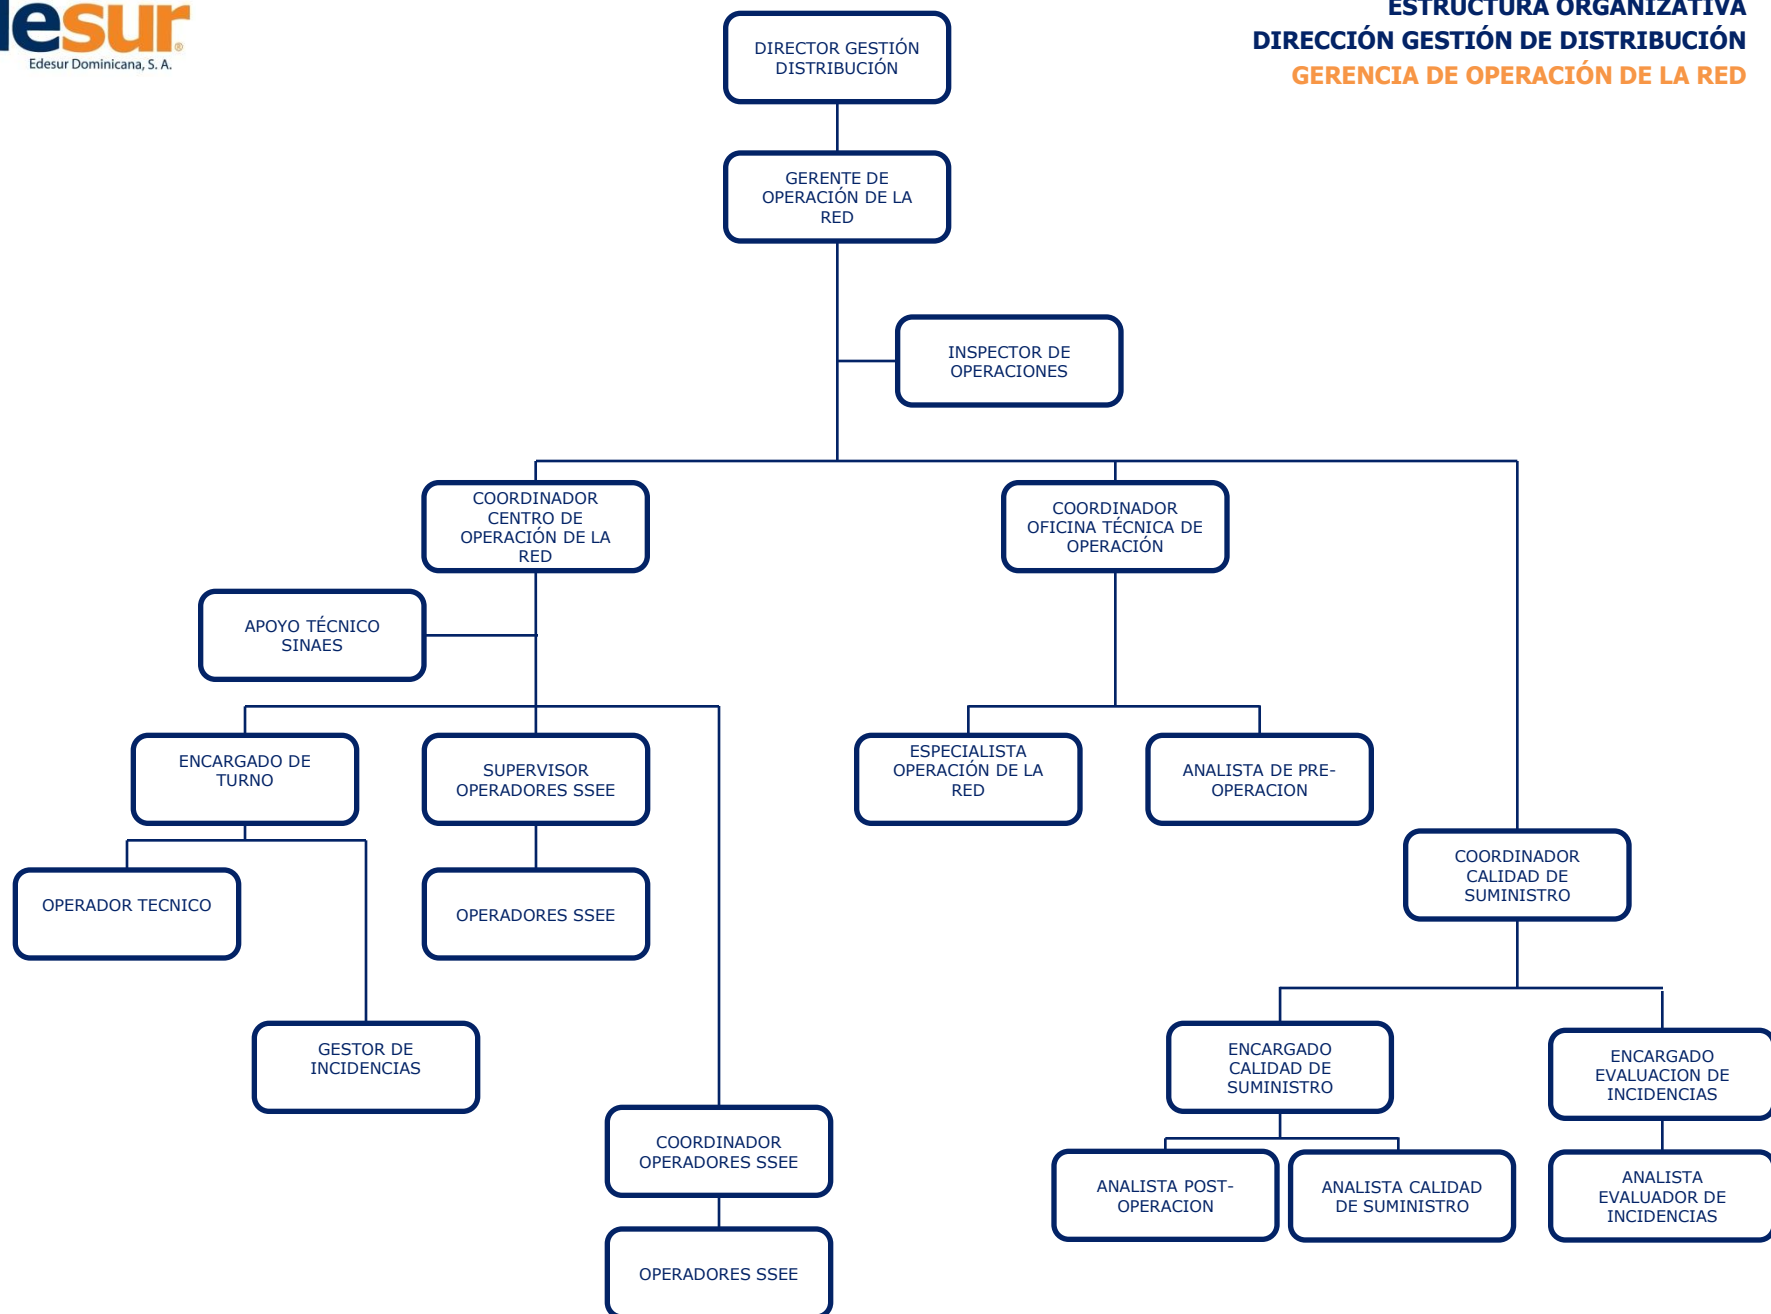 esur
Edesur Dominicana, S. A.
ESTRUCTURA ORGANIZATIVA
DIRECCIÓN GESTIÓN DE DISTRIBUCIÓN
GERENCIA DE OPERACIÓN DE LA RED
DIRECTOR GESTIÓN
DISTRIBUCIÓN
GERENTE DE
OPERACIÓN DE LA
RED
INSPECTOR DE
OPERACIONES
COORDINADOR
CENTRO DE
OPERACIÓN DE LA
RED
COORDINADOR
OFICINA TÉCNICA DE
OPERACIÓN
APOYO TÉCNICO
SINAES
ENCARGADO DE
TURNO
SUPERVISOR
OPERADORES SSEE
ESPECIALISTA
OPERACIÓN DE LA
RED
ANALISTA DE PRE-
OPERACION
COORDINADOR
CALIDAD DE
SUMINISTRO
OPERADOR TECNICO
OPERADORES SSEE
GESTOR DE
INCIDENCIAS
ENCARGADO
CALIDAD DE
SUMINISTRO
ENCARGADO
EVALUACION DE
INCIDENCIAS
COORDINADOR
OPERADORES SSEE
ANALISTA POST-
OPERACION
ANALISTA CALIDAD
DE SUMINISTRO
ANALISTA
EVALUADOR DE
INCIDENCIAS
OPERADORES SSEE